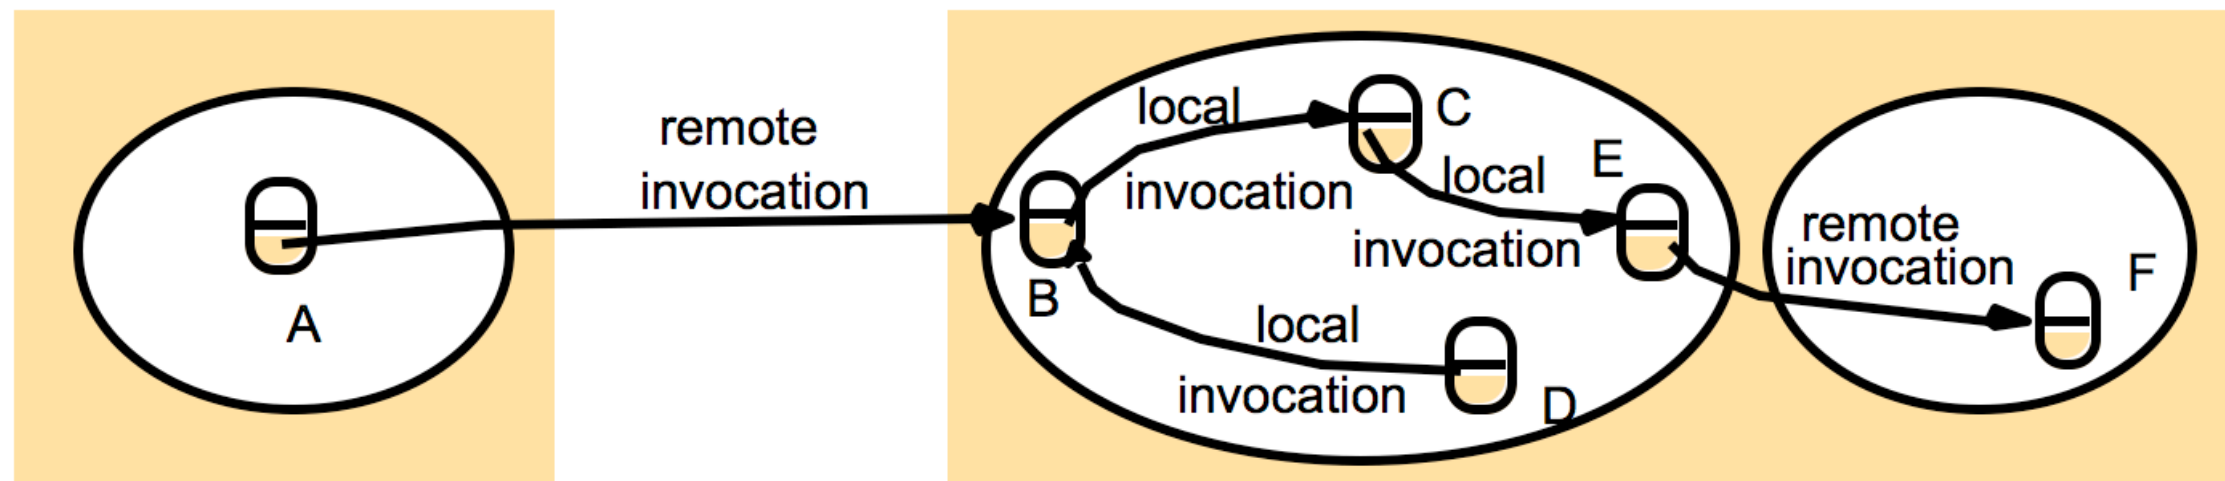 remote
invocation
A
local
invocation
C
local
invocation
E
B
local
invocation
D
remote
invocation
F